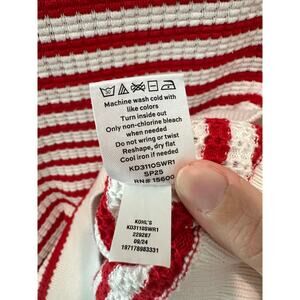 Machine wash cold with
like colors
Turn inside out
Only non-chlorine bleach
when needed
Do not wring or twist
Reshape, dry flat
Cool iron if needed
KD3110SWR1
SP25
RN# 15600
KOHL'S
KD3110SWR1
229287
09/24
197178983331